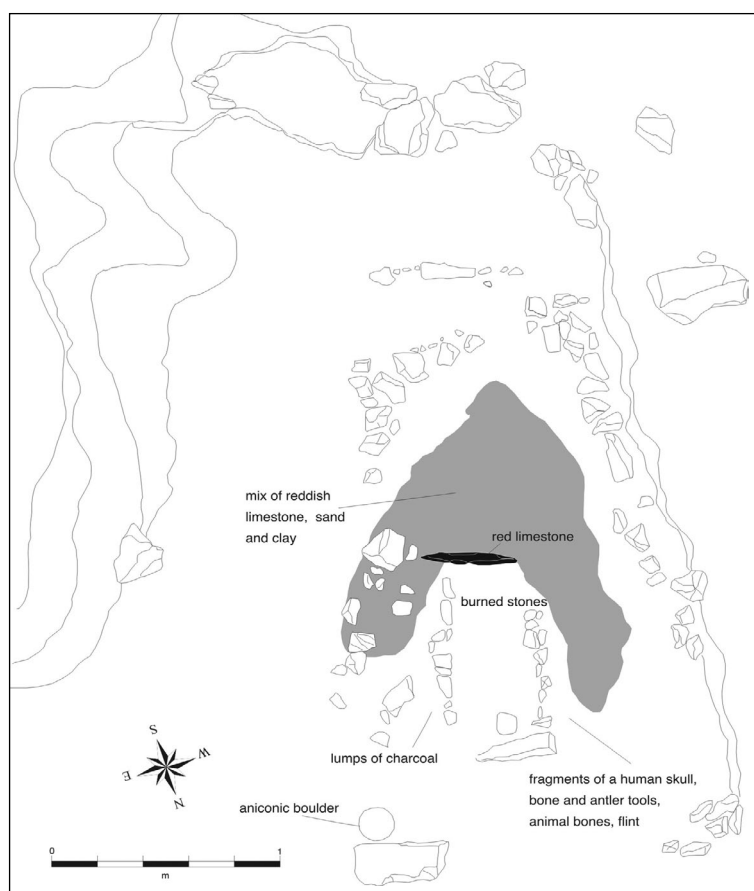 mix of reddish
limestone, sand
and clay
red limestone
burned stones
lumps of charcoal
fragments of a human skull,
bone and antler tools,
animal bones, flint
aniconic boulder
S
W
E
N
0
1
m